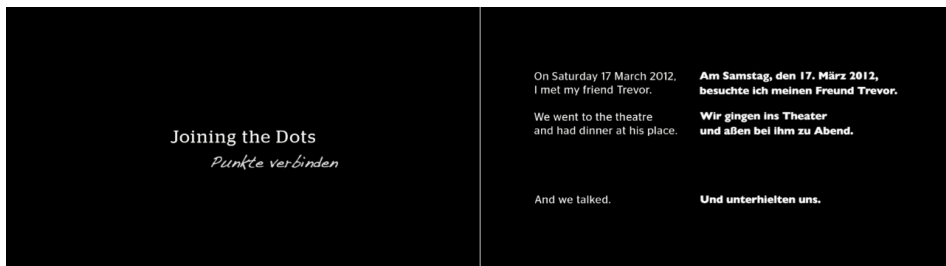 Joining the Dots
Punkte verbinden
On Saturday 17 March 2012,
I met my friend Trevor.
We went to the theatre
and had dinner at his place.
And we talked.
Am Samstag, den 17. März 2012,
besuchte ich meinen Freund Trevor.
Wir gingen ins Theater
und aßen bei ihm zu Abend.
Und unterhielten uns.